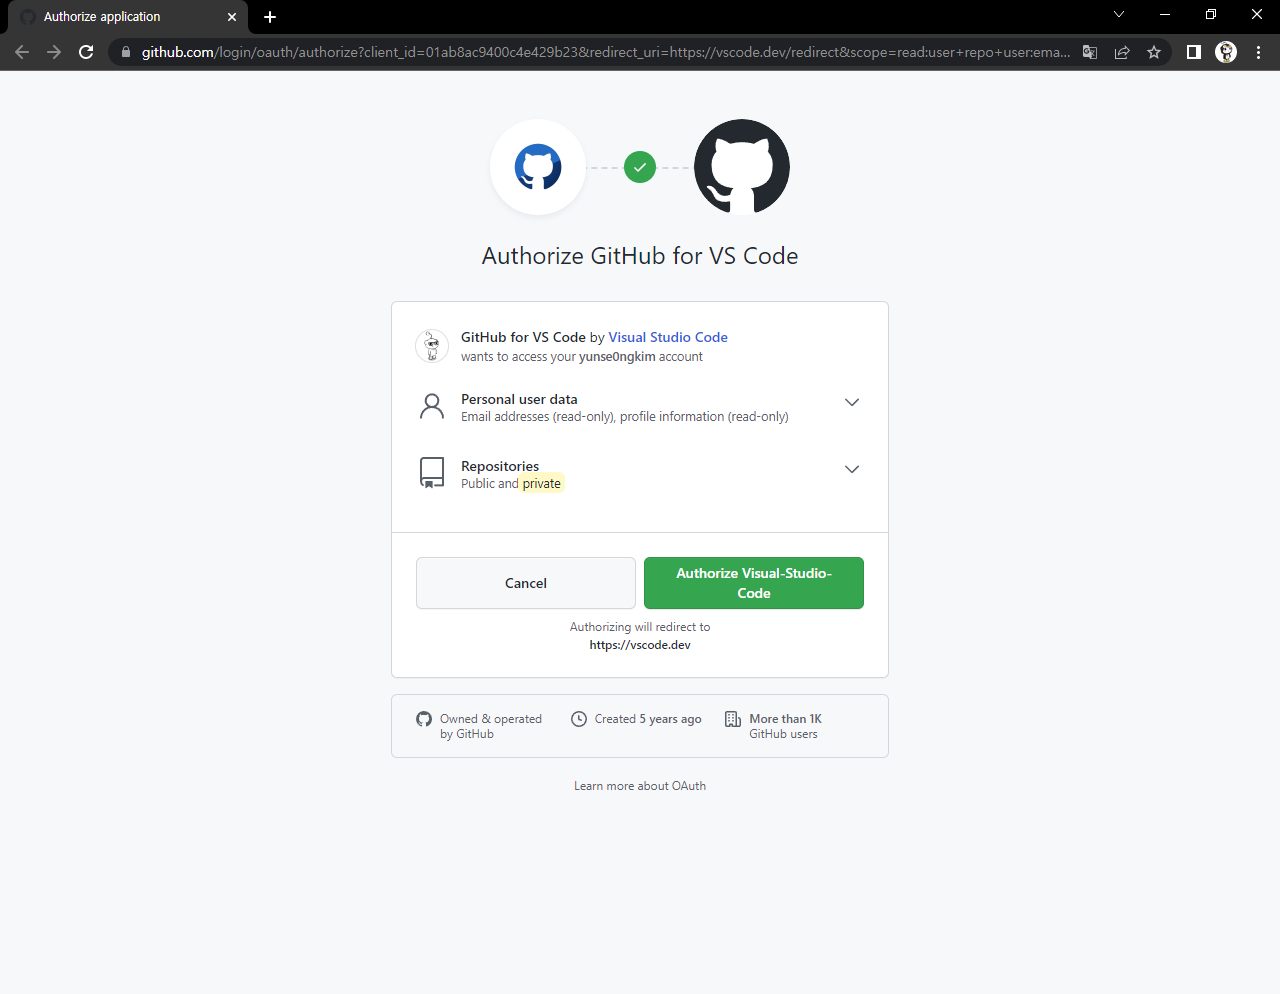 Authorize application
github.com/login/oauth/authorize?client_id=01ab8ac9400c4e429b23&redirect_uri=https://vscode.dev/redirect&scope=read:user+repo+user:ema...
Authorize GitHub for VS Code
GitHub for VS Code by Visual Studio Code
wants to access your yunse0ngkim account
Personal user data
Email addresses (read-only), profile information (read-only)
Repositories
Public and private
Cancel
Authorize Visual-Studio-
Code
Authorizing will redirect to
https://vscode.dev
Owned & operated
by GitHub
Created 5 years ago
More than 1K
GitHub users
Learn more about OAuth